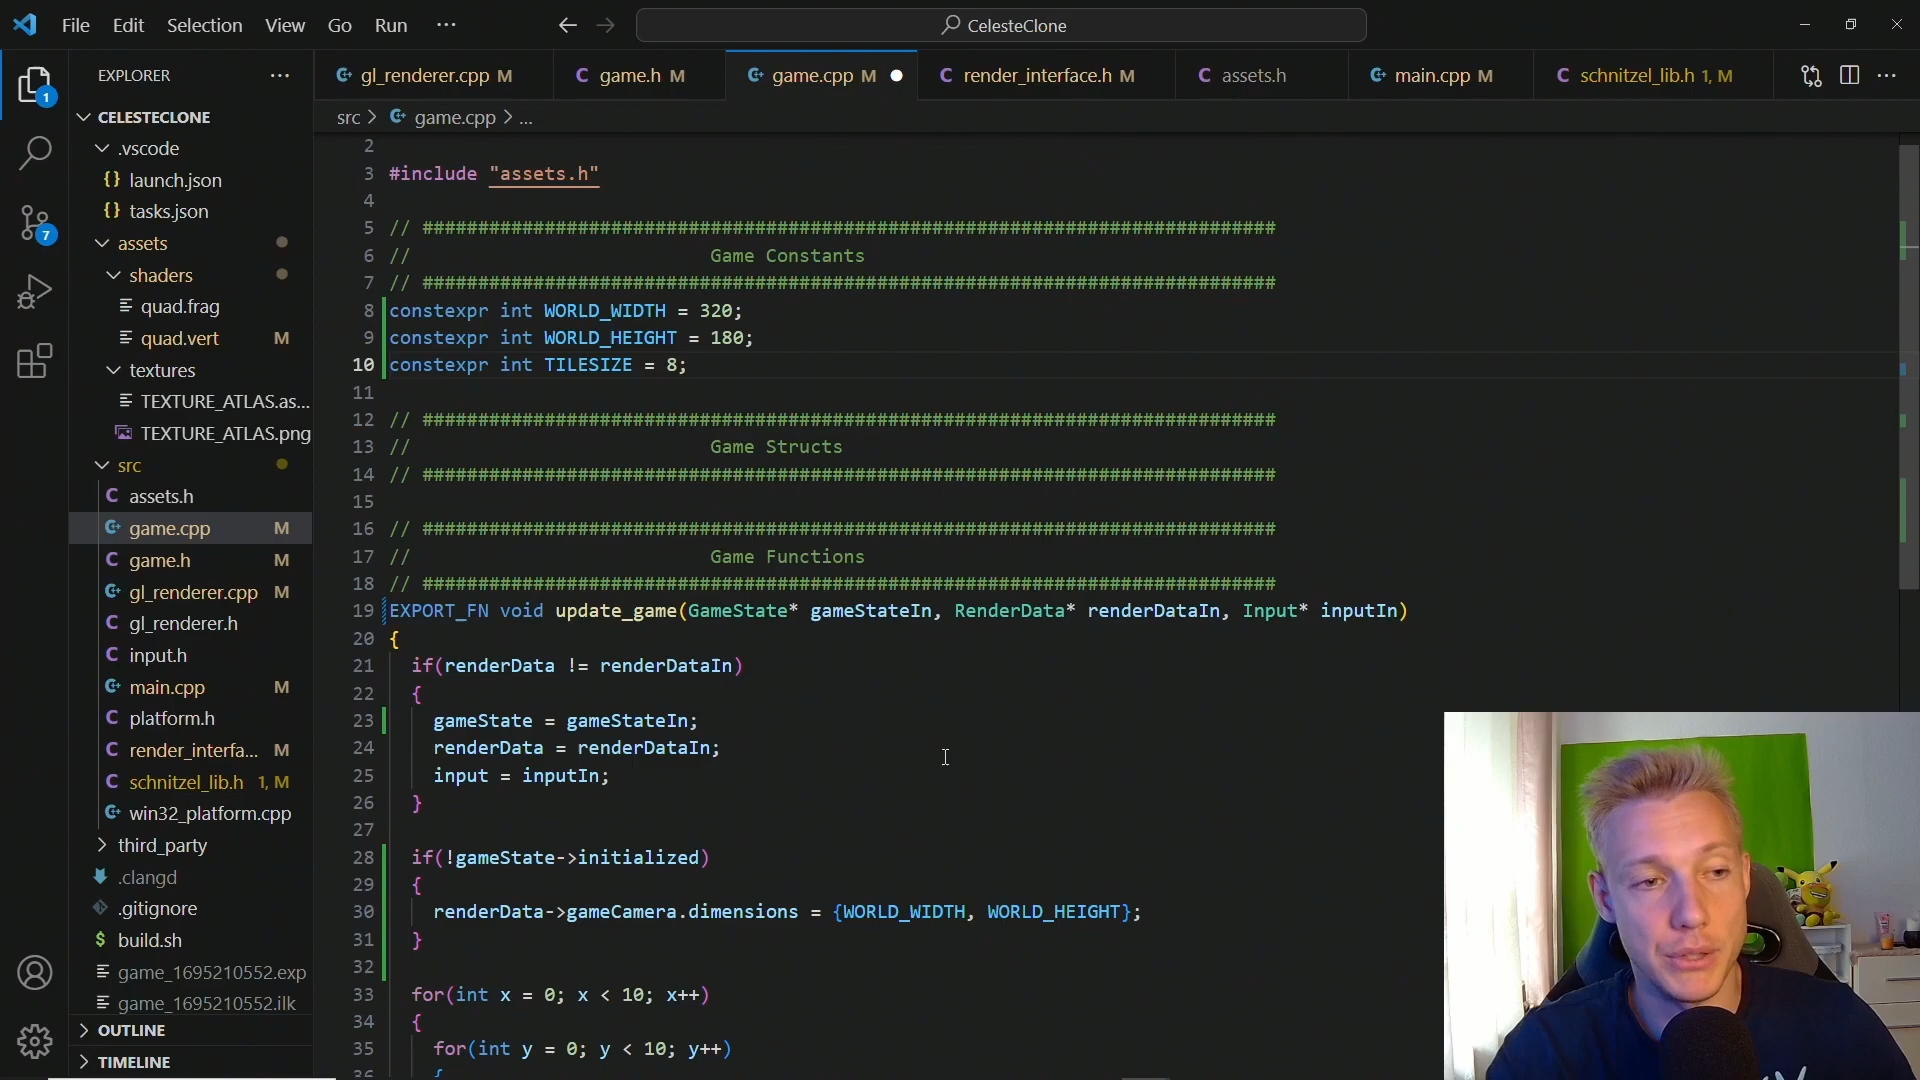 File Edit Selection View Go Run ···
CelesteClone
EXPLORER ···
gl_renderer.cpp M
game.h M
game.cpp M
render_interface.h M
assets.h
main.cpp M
schnitzel_lib.h 1, M
src > game.cpp > ...
CELESTECLONE
.vscode
launch.json
tasks.json
assets
shaders
quad.frag
quad.vert M
textures
TEXTURE_ATLAS.as...
TEXTURE_ATLAS.png
src
assets.h
game.cpp M
game.h M
gl_renderer.cpp M
gl_renderer.h
input.h
main.cpp M
platform.h
render_interfa... M
schnitzel_lib.h 1, M
win32_platform.cpp
third_party
.clangd
.gitignore
build.sh
game_1695210552.exp
game_1695210552.ilk
OUTLINE
TIMELINE
1
7
2
3 #include "assets.h"
4
5 // #############################################################################
6 // Game Constants
7 // #############################################################################
8 constexpr int WORLD_WIDTH = 320;
9 constexpr int WORLD_HEIGHT = 180;
10 constexpr int TILESIZE = 8;
11
12 // #############################################################################
13 // Game Structs
14 // #############################################################################
15
16 // #############################################################################
17 // Game Functions
18 // #############################################################################
19 EXPORT_FN void update_game(GameState* gameStateIn, RenderData* renderDataIn, Input* inputIn)
20 {
21 if(renderData != renderDataIn)
22 {
23 gameState = gameStateIn;
24 renderData = renderDataIn;
25 input = inputIn;
26 }
27
28 if(!gameState->initialized)
29 {
30 renderData->gameCamera.dimensions = {WORLD_WIDTH, WORLD_HEIGHT};
31 }
32
33 for(int x = 0; x < 10; x++)
34 {
35 for(int y = 0; y < 10; y++)
36 {